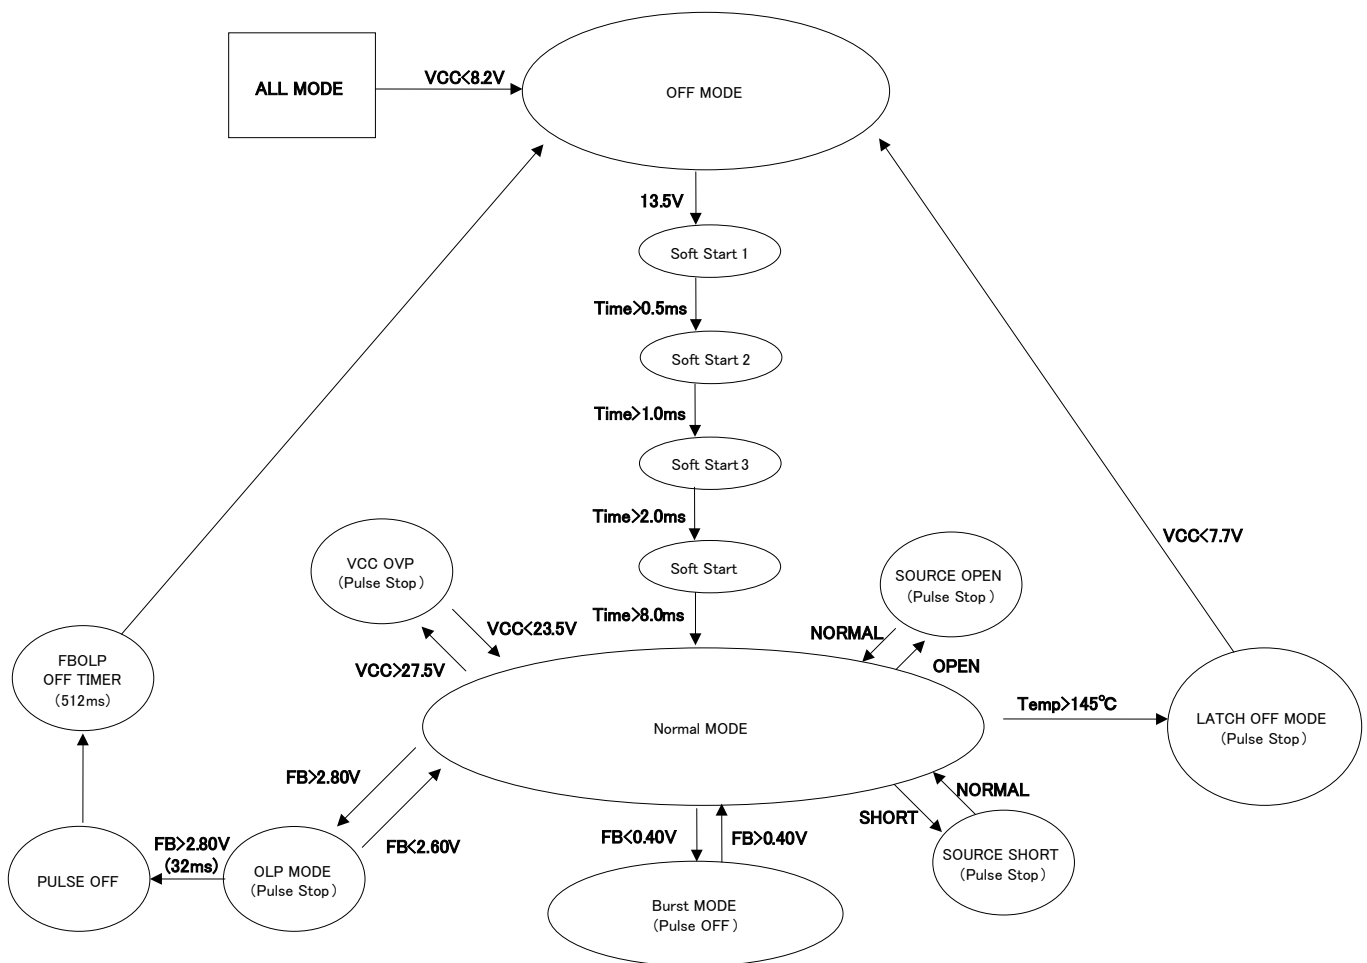 ALL MODE
VCC<8.2V
OFF MODE
13.5V
Soft Start 1
Time>0.5ms
Soft Start 2
Time>1.0ms
Soft Start 3
Time>2.0ms
Soft Start
Time>8.0ms
VCC OVP
(Pulse Stop)
VCC<23.5V
VCC>27.5V
SOURCE OPEN
(Pulse Stop)
NORMAL
OPEN
VCC<7.7V
FBOLP
OFF TIMER
(512ms)
Normal MODE
Temp>145℃
LATCH OFF MODE
(Pulse Stop)
FB>2.80V
FB<2.60V
FB>2.80V
(32ms)
PULSE OFF
OLP MODE
(Pulse Stop)
FB<0.40V
FB>0.40V
Burst MODE
(Pulse OFF)
SHORT
NORMAL
SOURCE SHORT
(Pulse Stop)